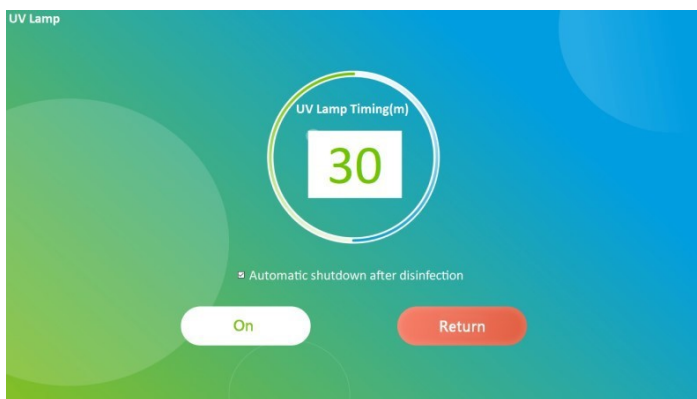 UV Lamp
UV Lamp Timing(m)
30
Automatic shutdown after disinfection
On
Return